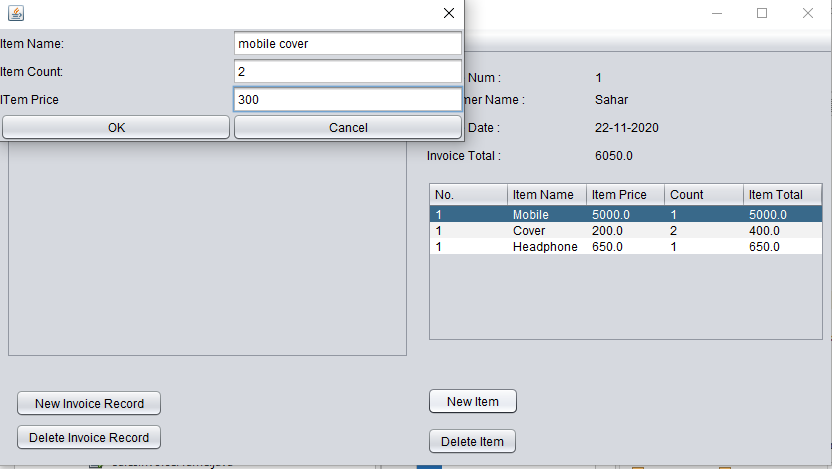 Item Name: mobile cover
Item Count: 2
ITem Price 300
OK Cancel
Num : 1
mer Name : Sahar
Date : 22-11-2020
Invoice Total : 6050.0
No. Item Name Item Price Count Item Total
1 Mobile 5000.0 1 5000.0
1 Cover 200.0 2 400.0
1 Headphone 650.0 1 650.0
New Invoice Record New Item
Delete Invoice Record Delete Item